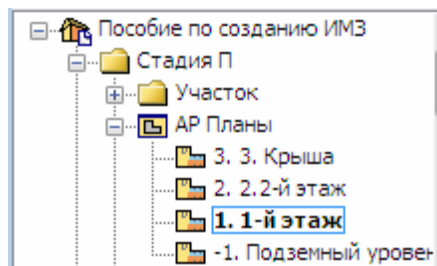 Пособие по созданию ИМЗ
Стадия П
Участок
АР Планы
3. 3. Крыша
2. 2.2-й этаж
1. 1-й этаж
-1. Подземный уровен